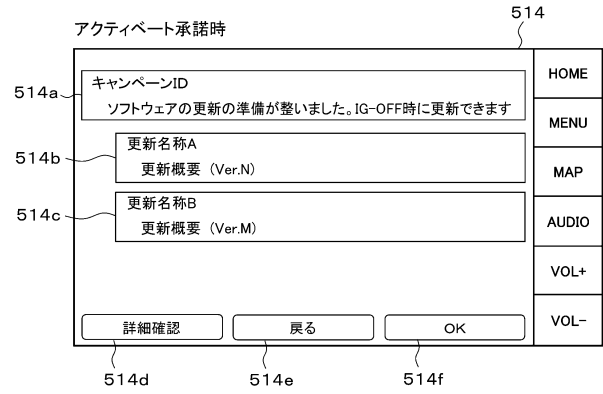 514
アクティベート承諾時
514a
キャンペーンID
ソフトウェアの更新の準備が整いました。IG-OFF時に更新できます
514b
更新名称A
更新概要 (Ver.N)
514c
更新名称B
更新概要 (Ver.M)
HOME
MENU
MAP
AUDIO
VOL+
VOL-
詳細確認
戻る
OK
514d
514e
514f